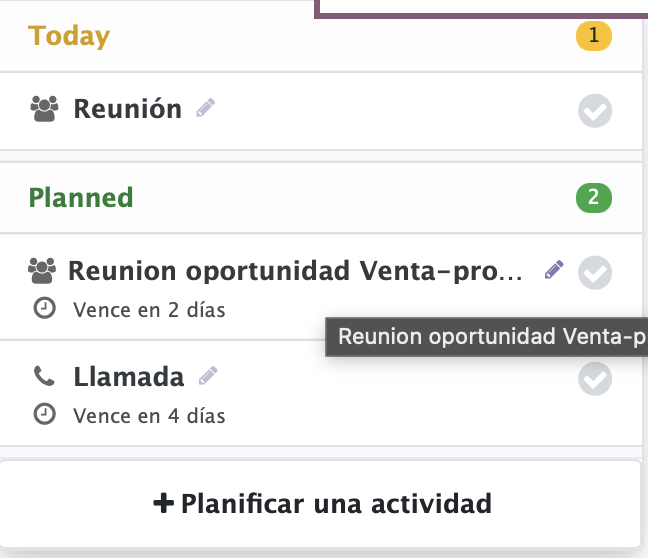 Today
1
Reunión
Planned
2
Reunion oportunidad Venta-pro...
Vence en 2 días
Reunion oportunidad Venta-p
Llamada
Vence en 4 días
Planificar una actividad